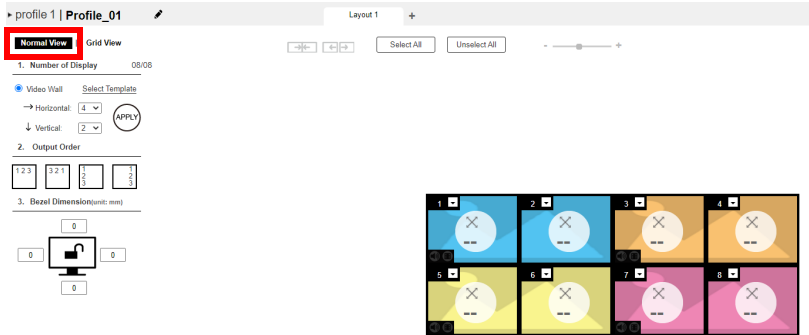 profile 1 | Profile_01
Layout 1 +
Normal View | Grid View
Select All Unselect All - +
1. Number of Display 08/08
Video Wall Select Template
Horizontal: 4
APPLY
Vertical: 2
2. Output Order
1 2 3
3 2 1
1
2
3
1
2
3
3. Bezel Dimension(unit: mm)
0
0 0
0
1 2 3 4
-- -- -- --
5 6 7 8
-- -- -- --